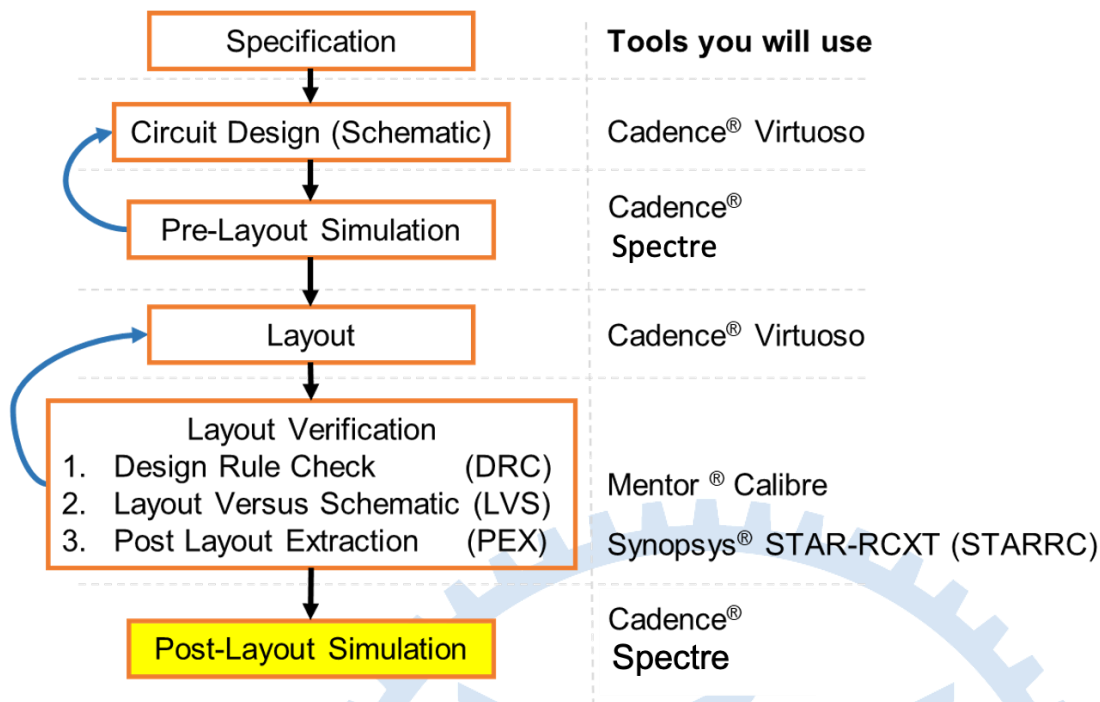 Specification
Tools you will use
Circuit Design (Schematic)
Cadence® Virtuoso
Pre-Layout Simulation
Cadence®
Spectre
Layout
Cadence® Virtuoso
Layout Verification
1. Design Rule Check (DRC)
2. Layout Versus Schematic (LVS)
3. Post Layout Extraction (PEX)
Mentor ® Calibre
Synopsys® STAR-RCXT (STARRC)
Post-Layout Simulation
Cadence®
Spectre